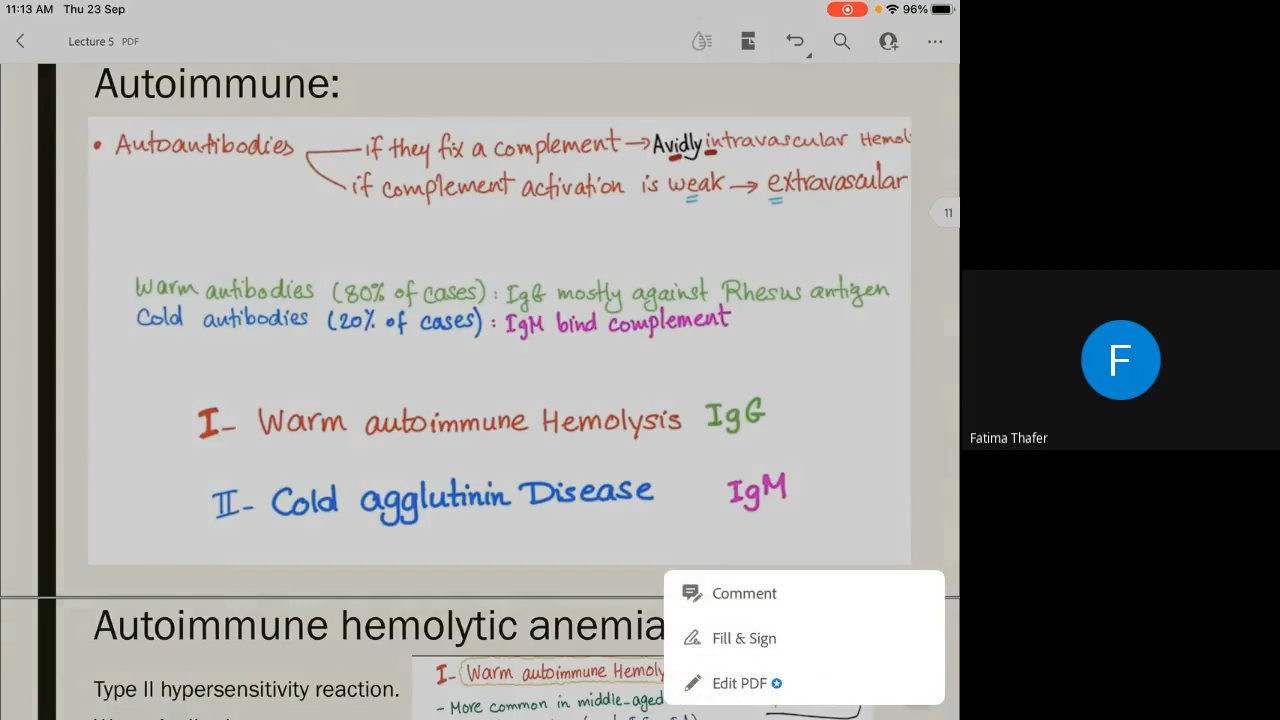 11:13 AM Thu 23 Sep 96%
Lecture 5 PDF
Autoimmune:
• Autoantibodies if they fix a complement → Avidly intravascular Hemol
if complement activation is weak → extravascular
11
Warm antibodies (80% of cases) : IgG mostly against Rhesus antigen
Cold antibodies (20% of cases) : IgM bind complement
I- Warm autoimmune Hemolysis IgG
II- Cold agglutinin Disease IgM
F
Fatima Thafer
Comment
Fill & Sign
Edit PDF
Autoimmune hemolytic anemia
Type II hypersensitivity reaction.
I- Warm autoimmune Hemoly
- More common in middle-aged